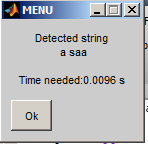 MENU
Detected string
a saa
Time needed:0.0096 s
Ok